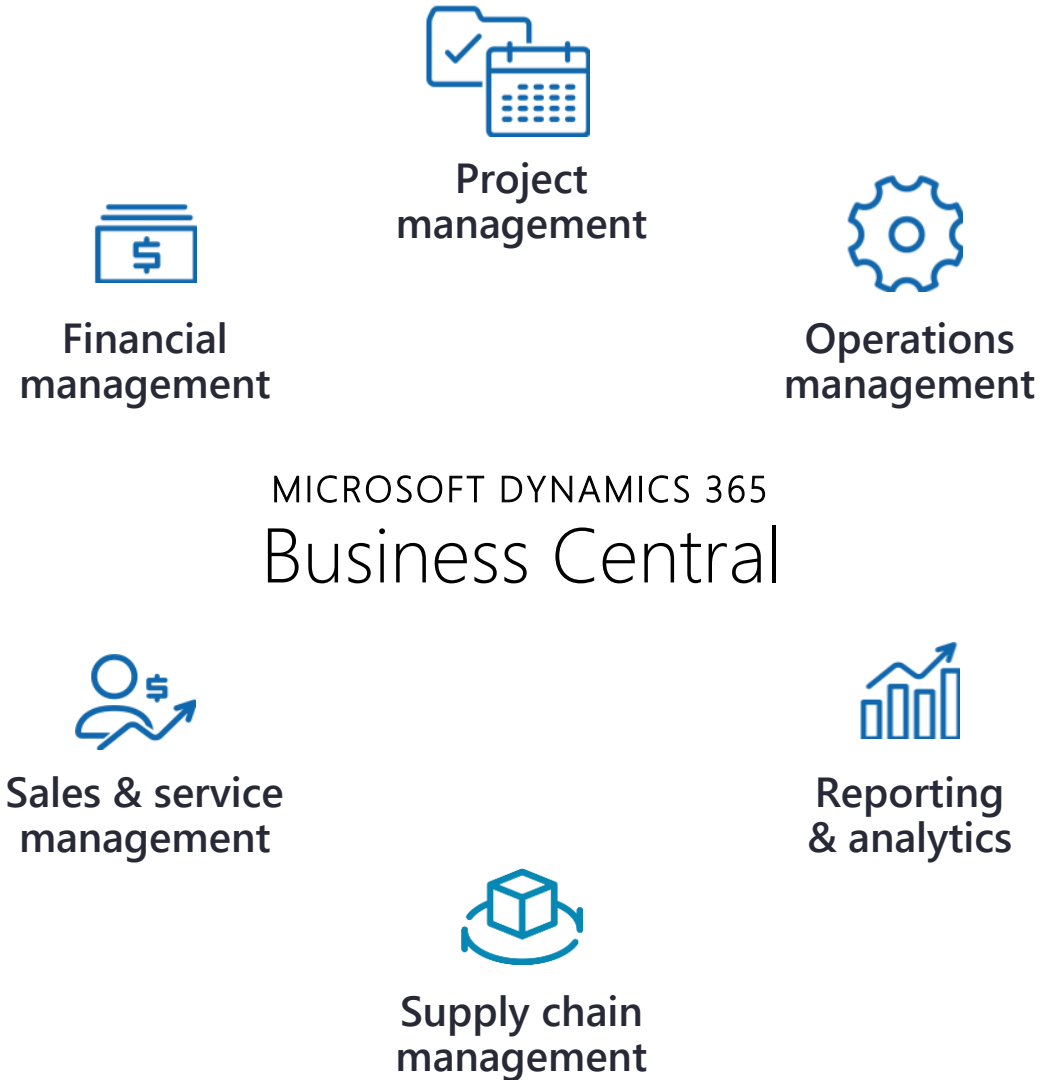 Project
management
Financial
management
Operations
management
MICROSOFT DYNAMICS 365
Business Central
Sales & service
management
Reporting
& analytics
Supply chain
management